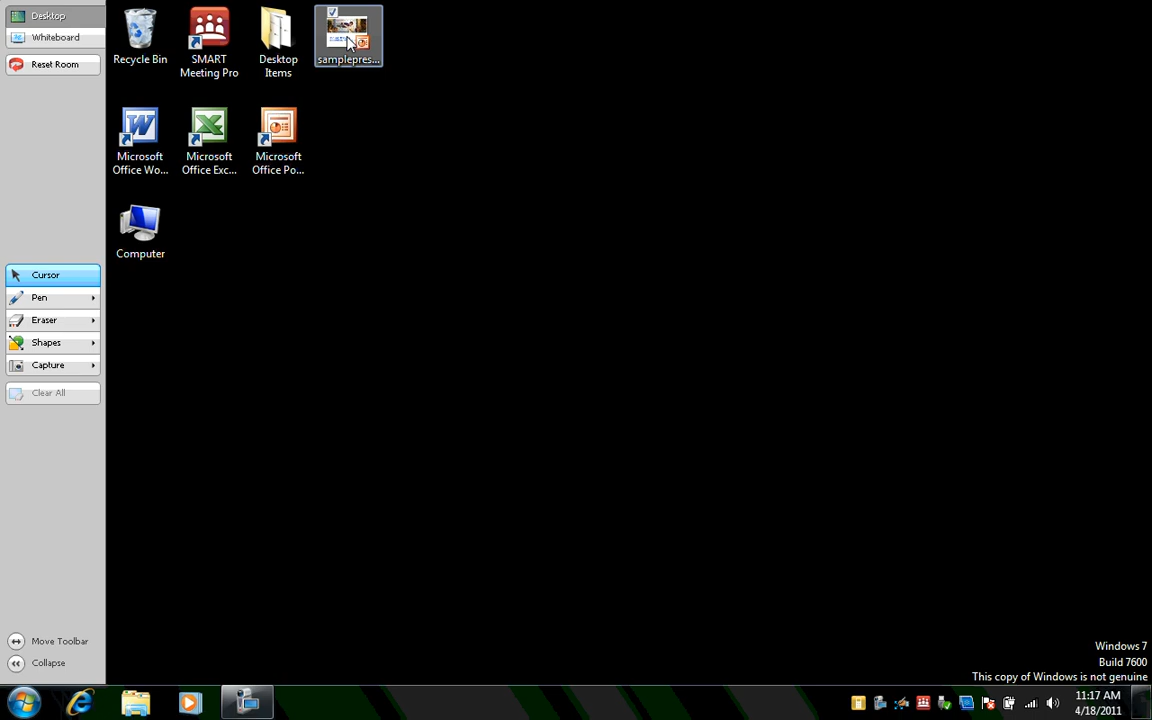 Desktop
Whiteboard
Reset Room
Recycle Bin
SMART
Meeting Pro
Desktop
Items
samplepres...
Microsoft
Office Wo...
Microsoft
Office Exc...
Microsoft
Office Po...
Computer
Cursor
Pen
Eraser
Shapes
Capture
Clear All
Move Toolbar
Collapse
Windows 7
Build 7600
This copy of Windows is not genuine
11:17 AM
4/18/2011